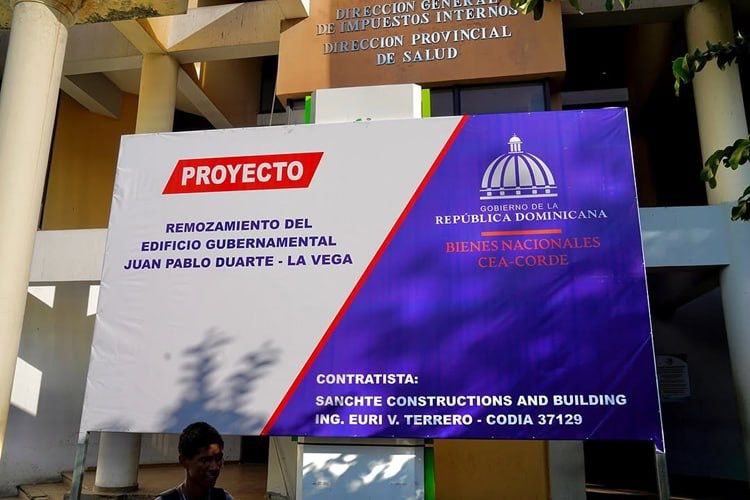 DIRECCION GENERAL
DE IMPUESTOS INTERNOS
DIRECCION PROVINCIAL
DE SALUD
PROYECTO
REMOZAMIENTO DEL
EDIFICIO GUBERNAMENTAL
JUAN PABLO DUARTE - LA VEGA
GOBIERNO DE LA
REPÚBLICA DOMINICANA
BIENES NACIONALES
CEA-CORDE
CONTRATISTA:
SANCHTE CONSTRUCTIONS AND BUILDING
ING. EURI V. TERRERO - CODIA 37129